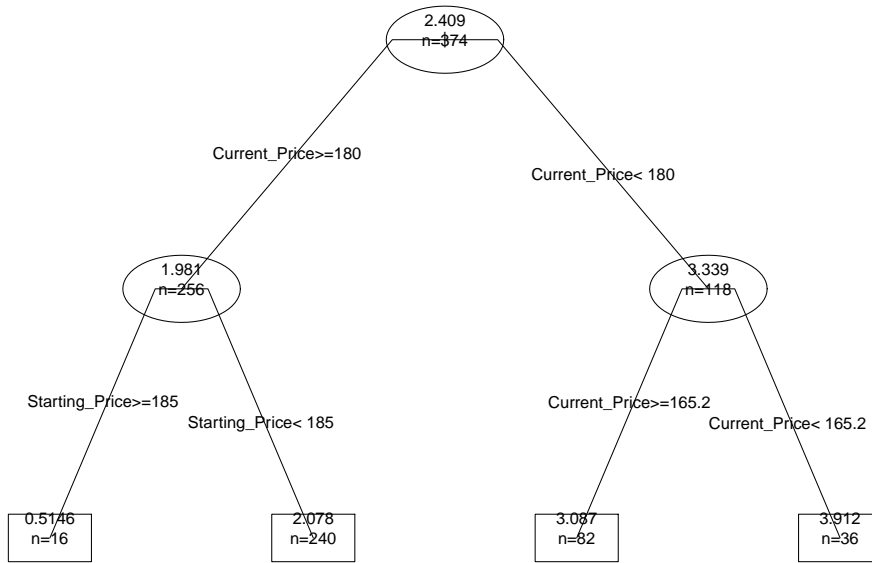 2.409
n=374
Current_Price>=180
Current_Price< 180
1.981
n=256
3.339
n=118
Starting_Price>=185
Starting_Price< 185
Current_Price>=165.2
Current_Price< 165.2
0.5146
n=16
2.078
n=240
3.087
n=82
3.912
n=36